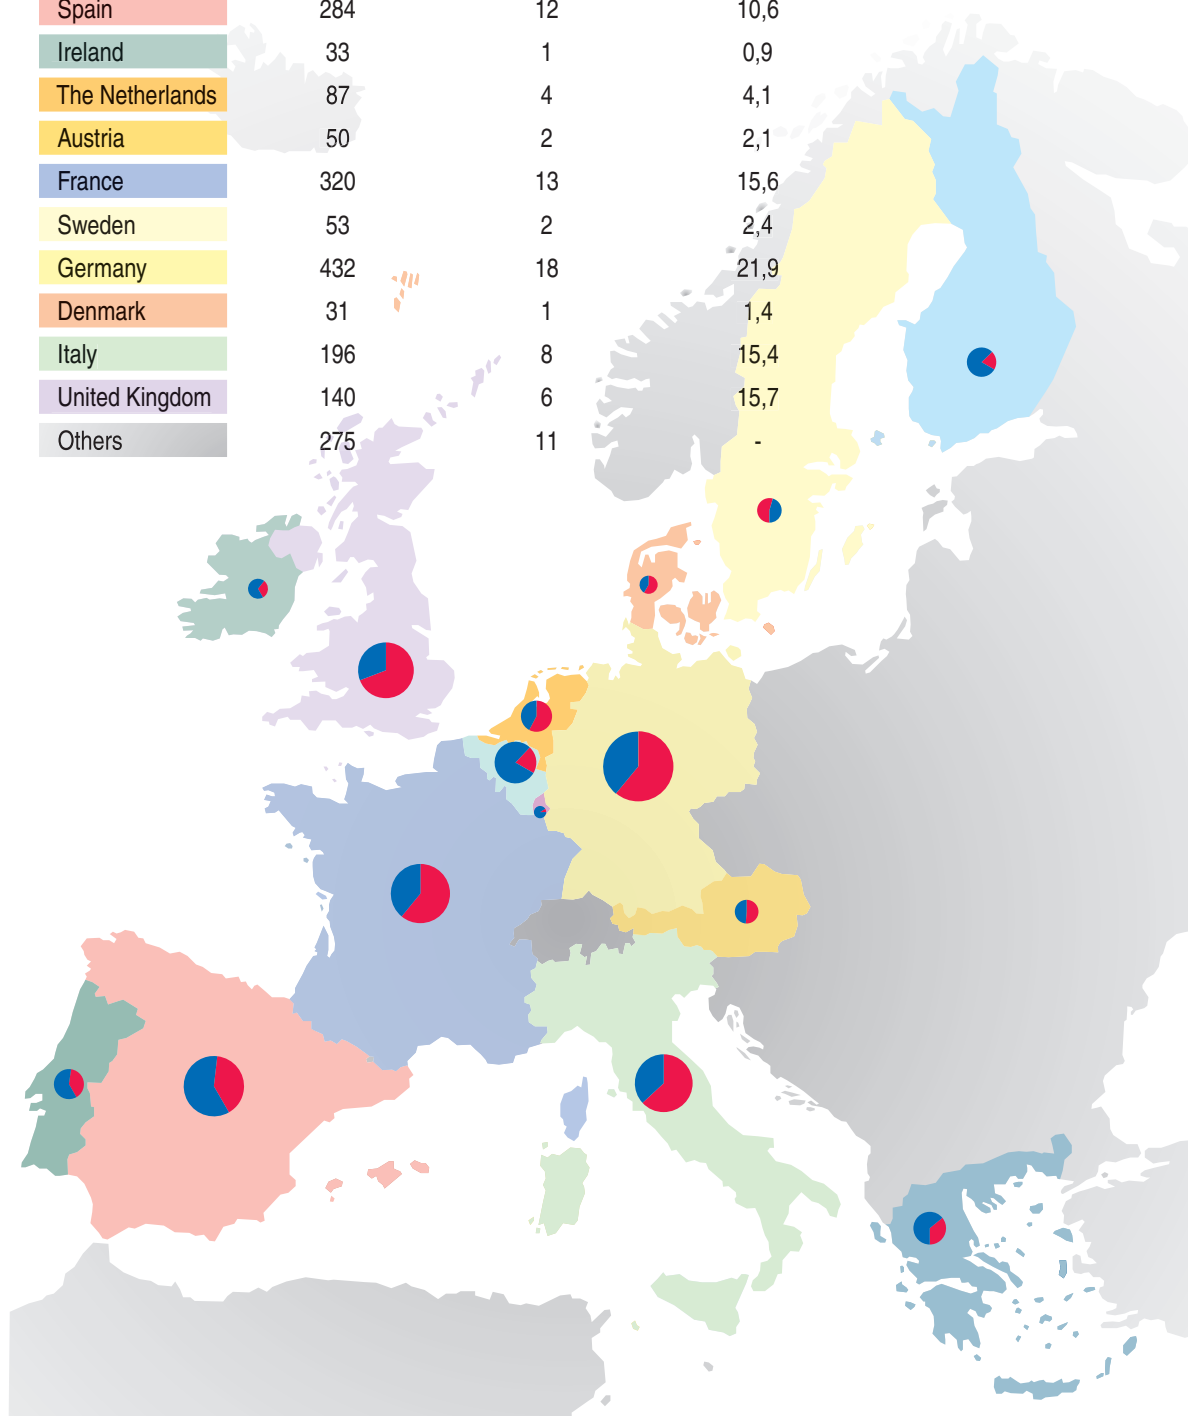 Spain 284 12 10,6
Ireland 33 1 0,9
The Netherlands 87 4 4,1
Austria 50 2 2,1
France 320 13 15,6
Sweden 53 2 2,4
Germany 432 18 21,9
Denmark 31 1 1,4
Italy 196 8 15,4
United Kingdom 140 6 15,7
Others 275 11 -